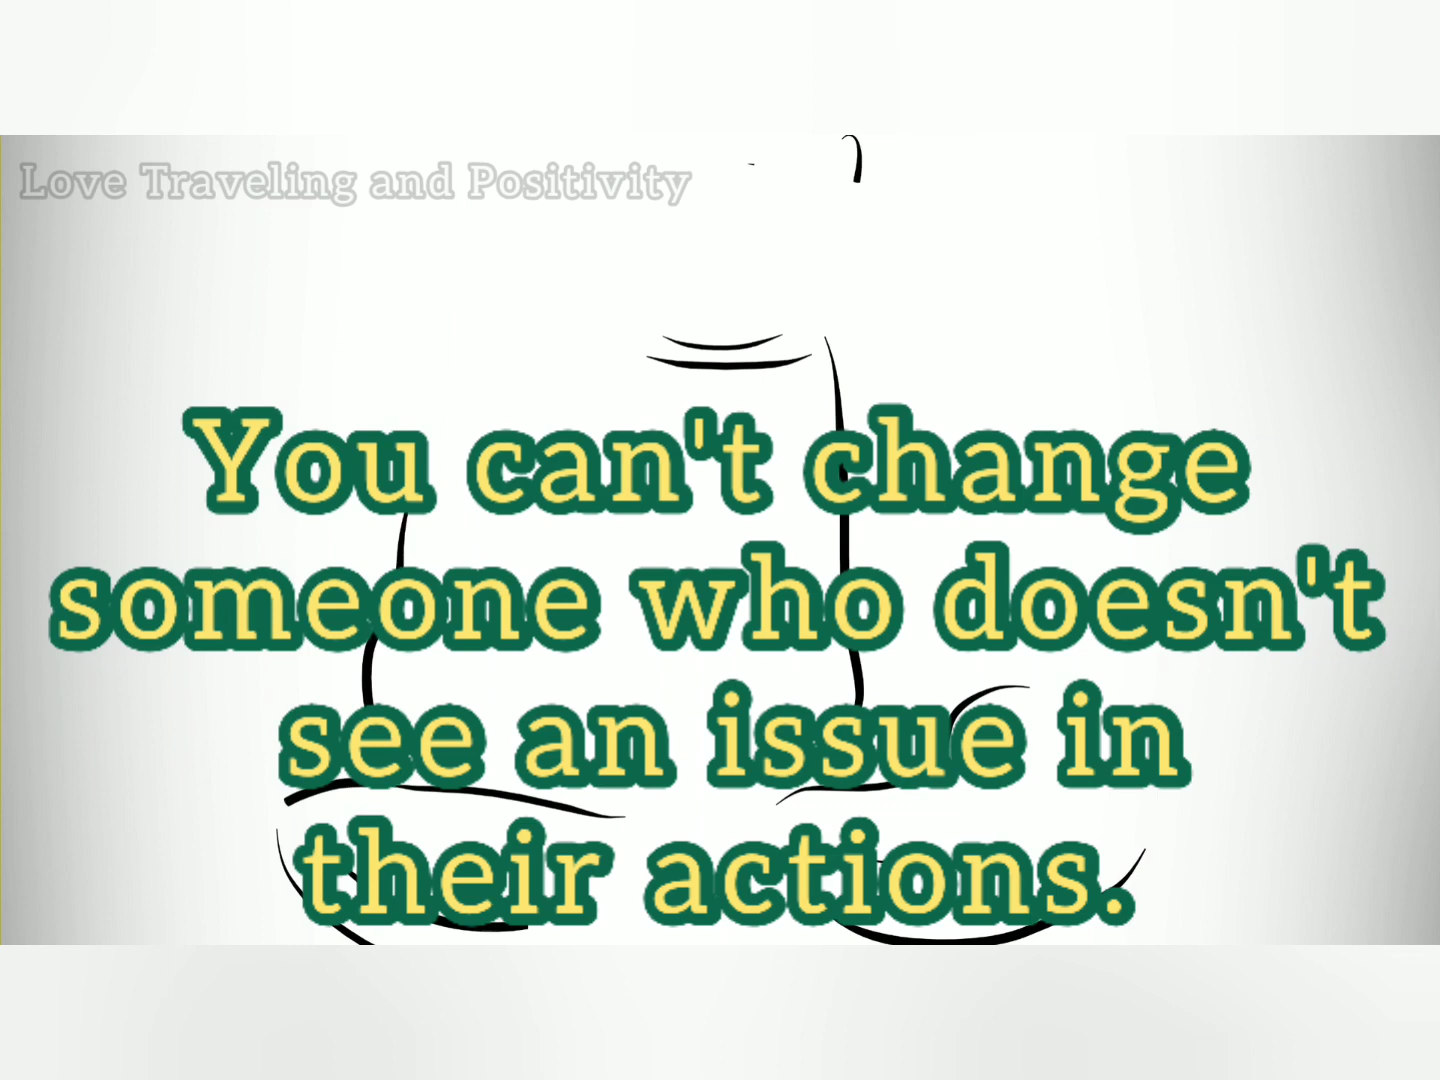 Love Traveling and Positivity
You can't change
someone who doesn't
see an issue in
their actions.